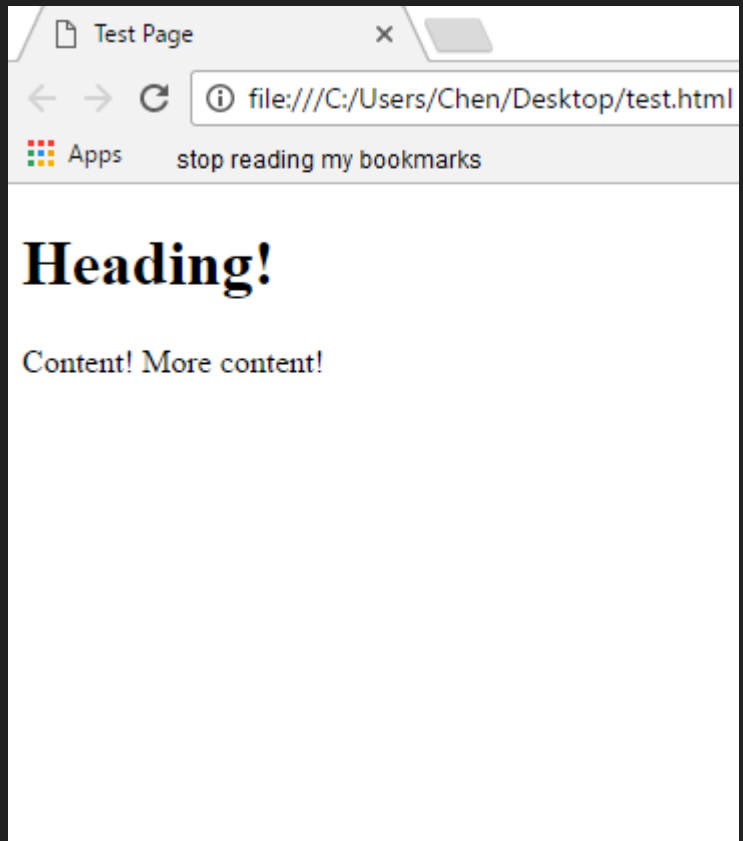 Test Page
file:///C:/Users/Chen/Desktop/test.html
Apps stop reading my bookmarks
Heading!
Content! More content!